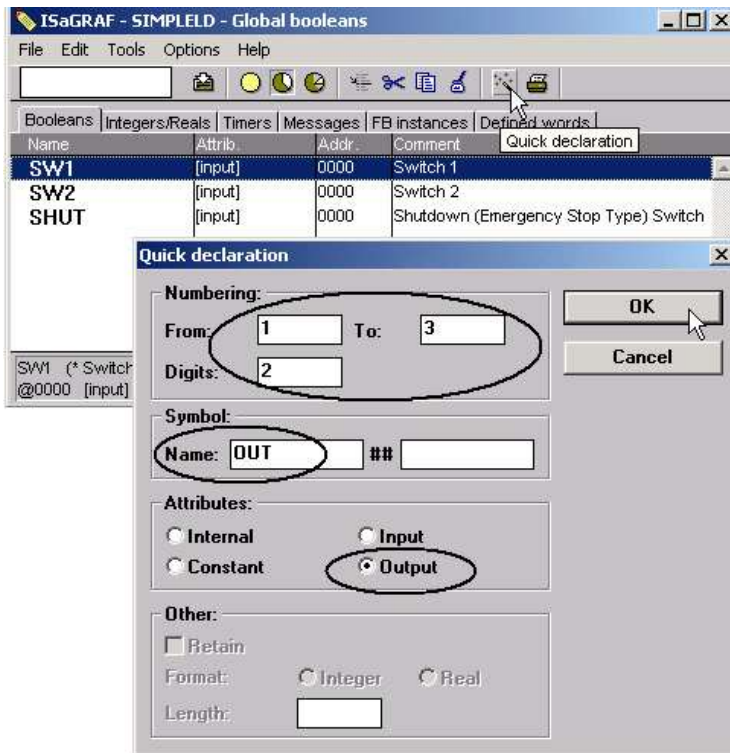 ISaGRAF - SIMPLELD - Global booleans
File Edit Tools Options Help
Booleans Integers/Reals Timers Messages FB instances Defined words
Quick declaration
Name Attrib. Addr. Comment
SW1 [input] 0000 Switch 1
SW2 [input] 0000 Switch 2
SHUT [input] 0000 Shutdown (Emergency Stop Type) Switch
SW1 (* Switch
@0000 [input]
Quick declaration
Numbering:
From: 1 To: 3
Digits: 2
OK
Cancel
Symbol:
Name: OUT ##
Attributes:
Internal Input
Constant Output
Other:
Retain
Format: Integer Real
Length: